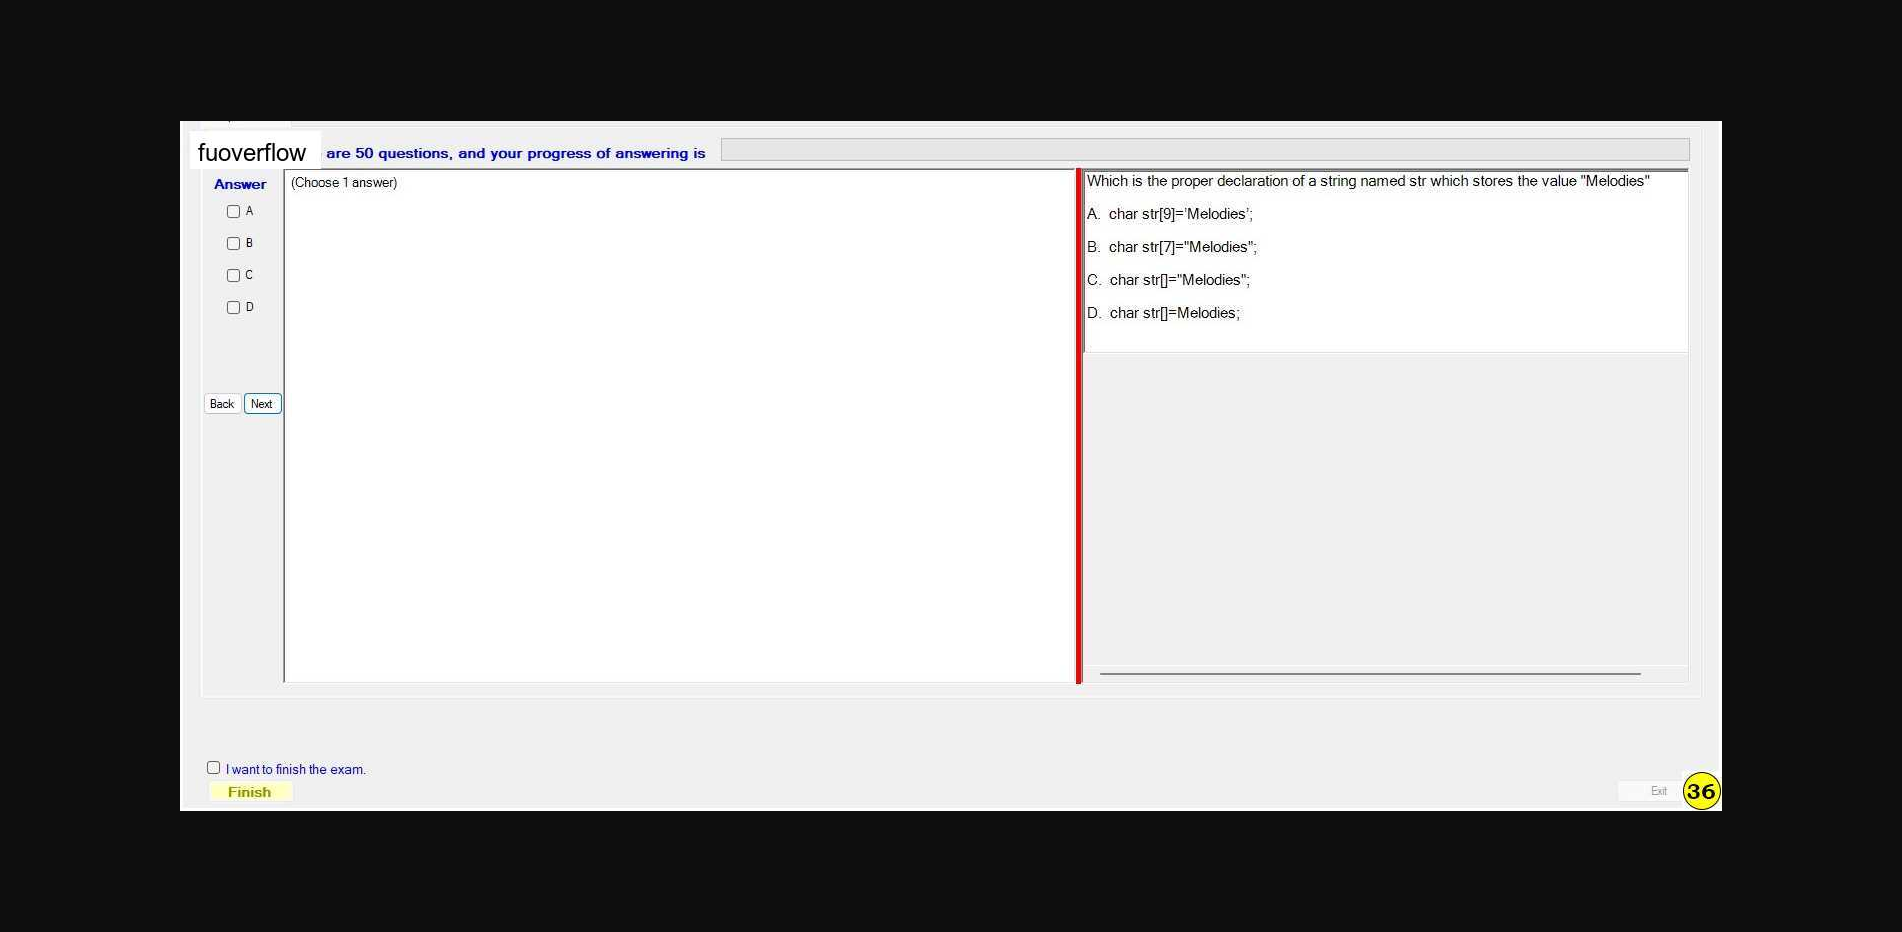 fuoverflow are 50 questions, and your progress of answering is
Answer
A
B
C
D
Back Next
(Choose 1 answer)
Which is the proper declaration of a string named str which stores the value "Melodies"
A. char str[9]='Melodies';
B. char str[7]="Melodies";
C. char str[]="Melodies";
D. char str[]=Melodies;
I want to finish the exam.
Finish
Exit
36